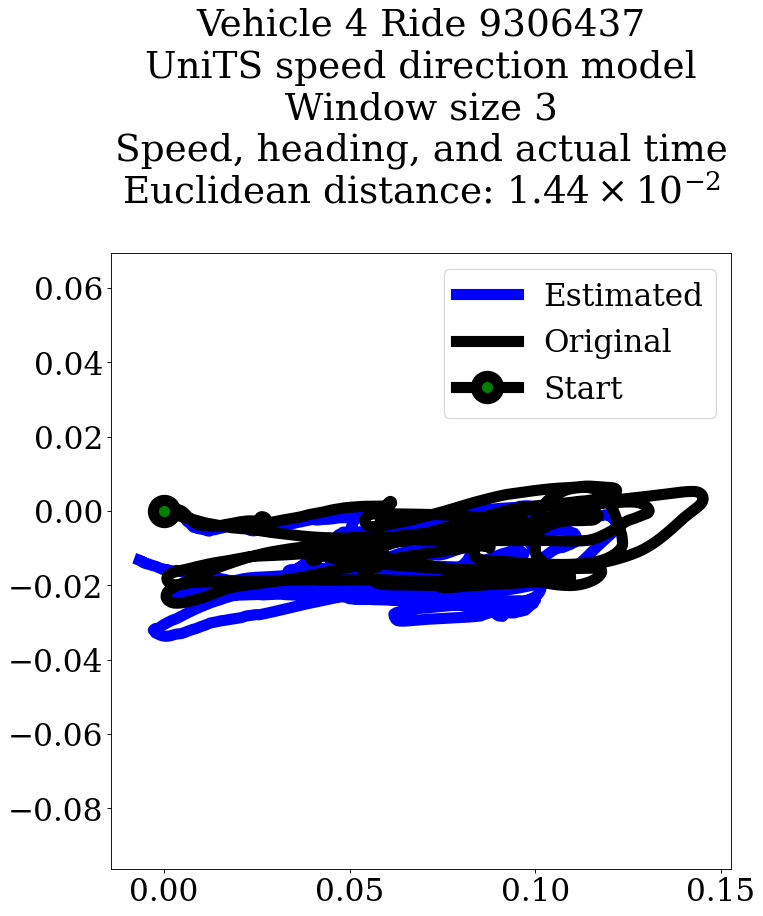 Vehicle 4 Ride 9306437
UniTS speed direction model
Window size 3
Speed, heading, and actual time
Euclidean distance: 1.44 × 10⁻²
Estimated
Original
Start
0.06
0.04
0.02
0.00
−0.02
−0.04
−0.06
−0.08
0.00 0.05 0.10 0.15